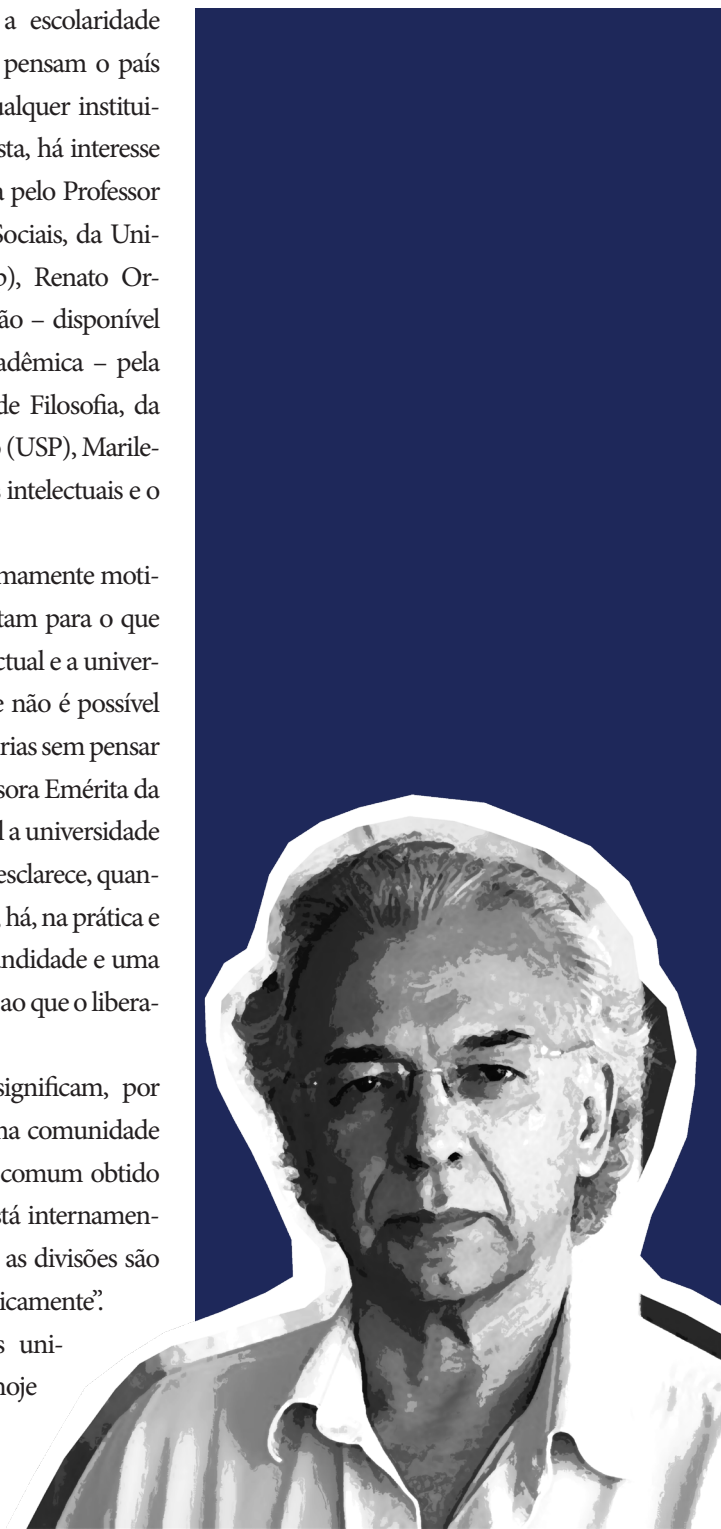 a escolaridade
pensam o país
ualquer institui-
sta, há interesse
a pelo Professor
Sociais, da Uni-
p), Renato Or-
ão – disponível
adêmica – pela
de Filosofia, da
o (USP), Marile-
s intelectuais e o
mamente moti-
tam para o que
ctual e a univer-
e não é possível
rias sem pensar
sora Emérita da
l a universidade
esclarece, quan-
, há, na prática e
andidade e uma
ao que o libera-
significam, por
na comunidade
comum obtido
stá internamen-
as divisões são
icamente”.
s uni-
hoje